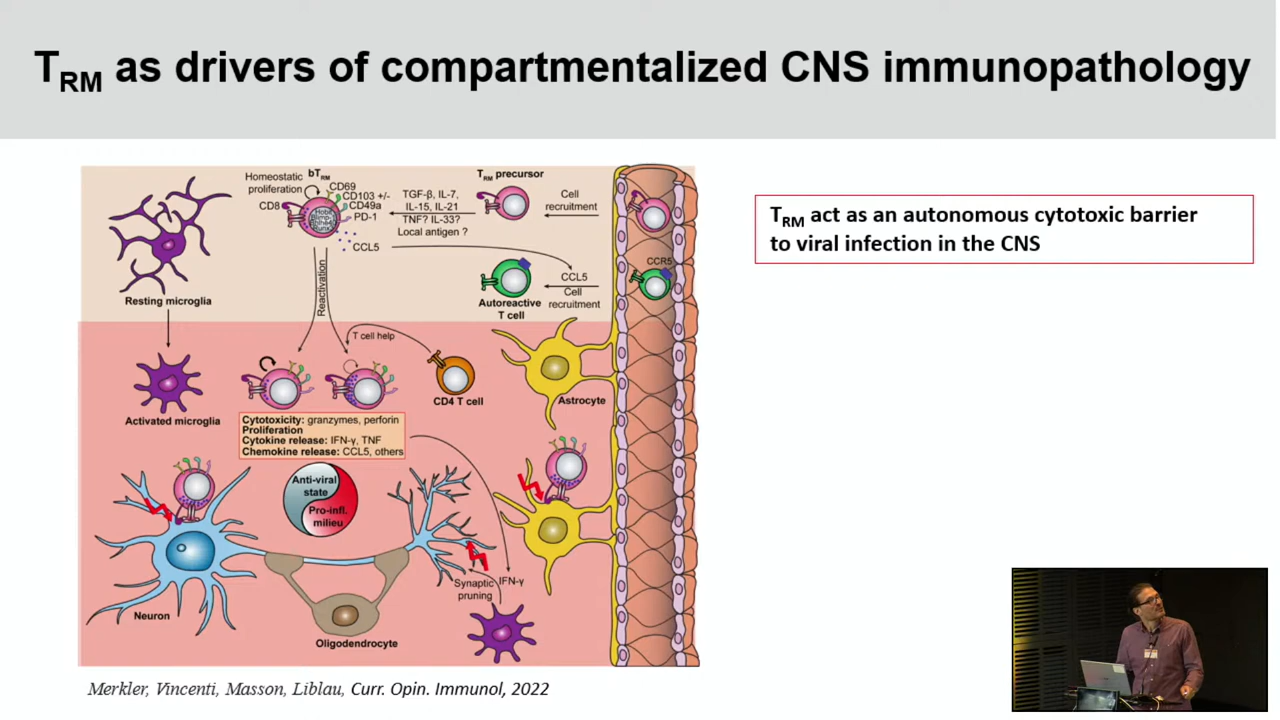 TRM as drivers of compartmentalized CNS immunopathology
Homeostatic
proliferation
bTRM
CD69
CD103 +/-
CD49a
PD-1
CD8
CCL5
TGF-β, IL-7,
IL-15, IL-21
TNF? IL-33?
Local antigen ?
TRM precursor
Cell
recruitment
CCR5
CCL5
Cell
recruitment
Autoreactive
T cell
Resting microglia
Reactivation
T cell help
CD4 T cell
Astrocyte
Activated microglia
Cytotoxicity: granzymes, perforin
Proliferation
Cytokine release: IFN-γ, TNF
Chemokine release: CCL5, others
Anti-viral
state
Pro-infl.
milieu
Synaptic
pruning
IFN-γ
Neuron
Oligodendrocyte
Merkler, Vincenti, Masson, Liblau, Curr. Opin. Immunol, 2022
TRM act as an autonomous cytotoxic barrier
to viral infection in the CNS